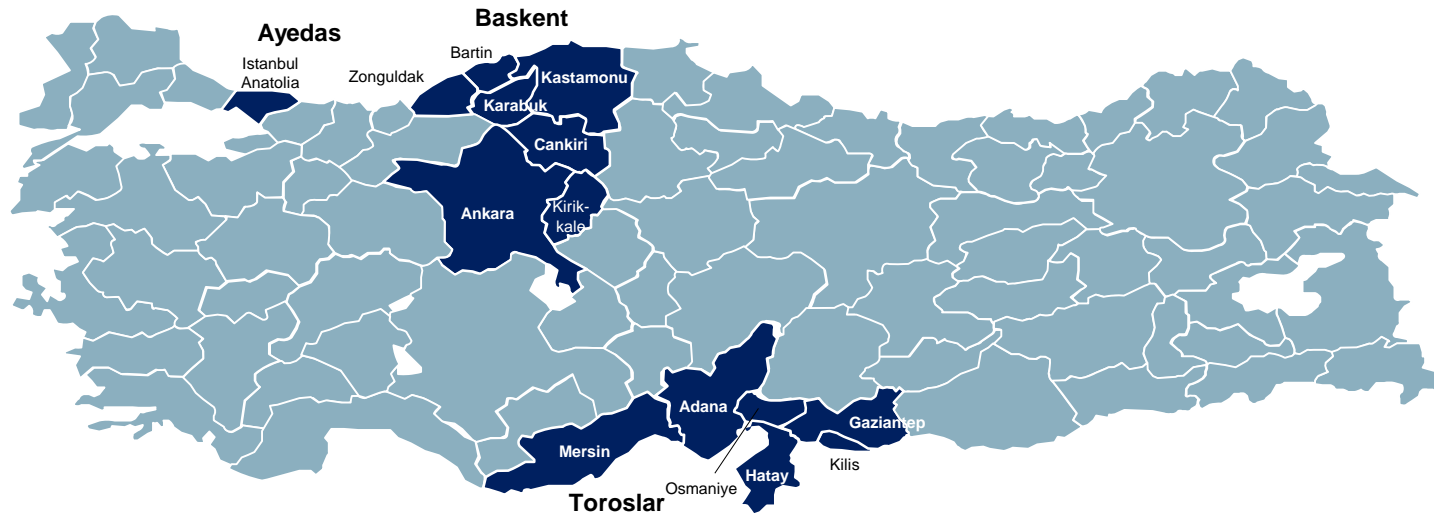 Baskent
Ayedas
Bartin
Istanbul
Anatolia
Zonguldak
Kastamonu
Karabuk
Cankiri
Ankara
Kirik-
kale
Adana
Gaziantep
Mersin
Kilis
Hatay
Osmaniye
Toroslar